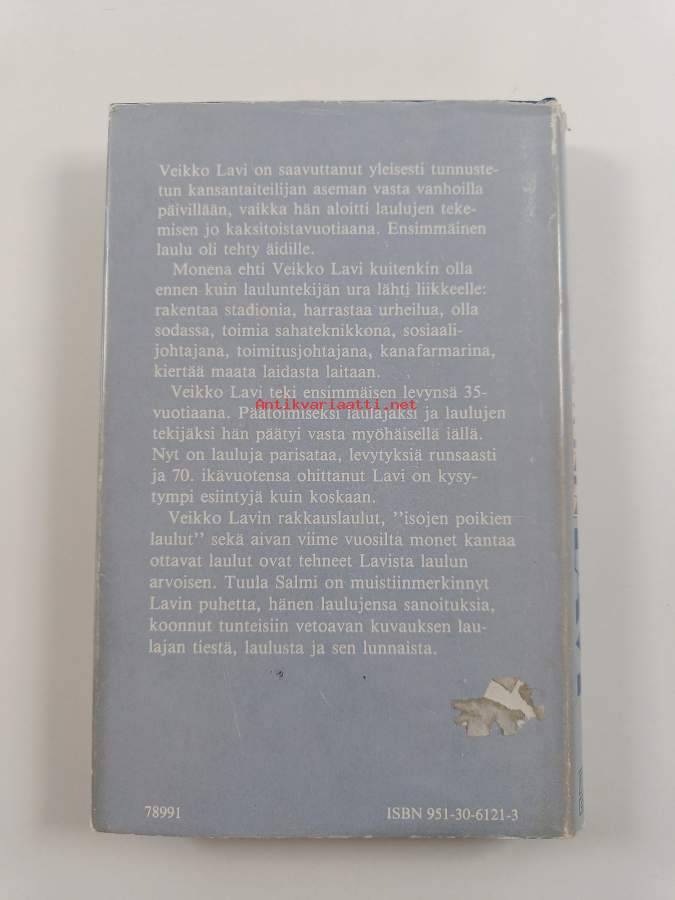 Veikko Lavi on saavuttanut yleisesti tunnuste-
tun kansantaiteilijan aseman vasta vanhoilla
päivillään, vaikka hän aloitti laulujen teke-
misen jo kaksitoistavuotiaana. Ensimmäinen
laulu oli tehty äidille.
Monena ehti Veikko Lavi kuitenkin olla
ennen kuin lauluntekijän ura lähti liikkeelle:
rakentaa stadionia, harrastaa urheilua, olla
sodassa, toimia sahateknikkona, sosiaali-
johtajana, toimitusjohtajana, kanafarmarina,
kiertää maata laidasta laitaan.
Veikko Lavi teki ensimmäisen levynsä 35-
vuotiaana. Päätoimiseksi laulajaksi ja laulujen
Antikvariaatti.net
tekijäksi hän päätyi vasta myöhäisellä iällä.
Nyt on lauluja parisataa, levytyksiä runsaasti
ja 70. ikävuotensa ohittanut Lavi on kysy-
tympi esiintyjä kuin koskaan.
Veikko Lavin rakkauslaulut, "isojen poikien
laulut" sekä aivan viime vuosilta monet kantaa
ottavat laulut ovat tehneet Lavista laulun
arvoisen. Tuula Salmi on muistiinmerkinnyt
Lavin puhetta, hänen laulujensa sanoituksia,
koonnut tunteisiin vetoavan kuvauksen lau-
lajan tiestä, laulusta ja sen lunnaista.
78991
ISBN 951-30-6121-3